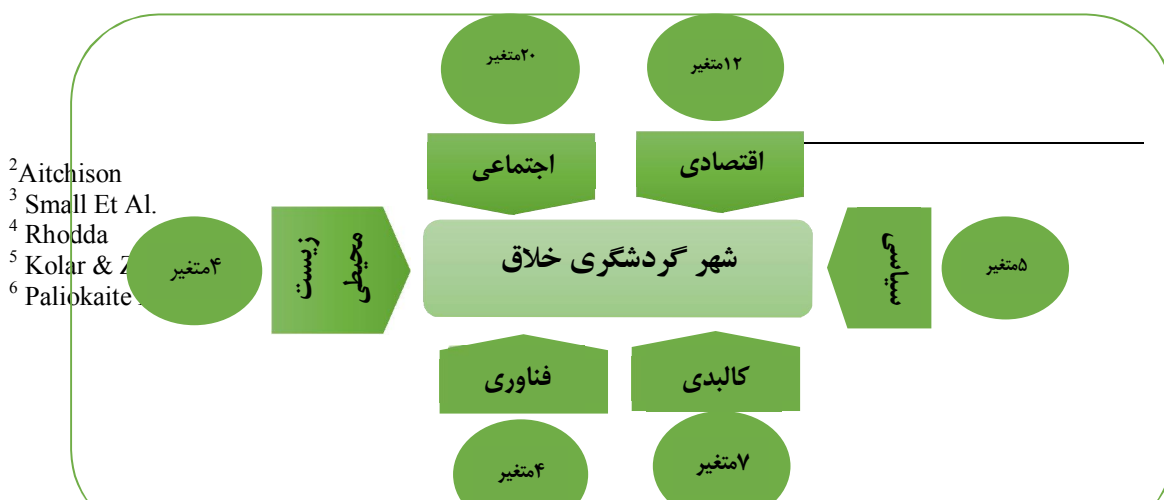 ۲۰متغیر
۱۲متغیر
اجتماعی
اقتصادی
2Aitchison
3 Small Et Al.
4 Rhodda
5 Kolar &
6 Paliokaite
۴متغیر
زیست
محیطی
شهر گردشگری خلاق
سیاسی
۵متغیر
فناوری
کالبدی
۴متغیر
۷متغیر